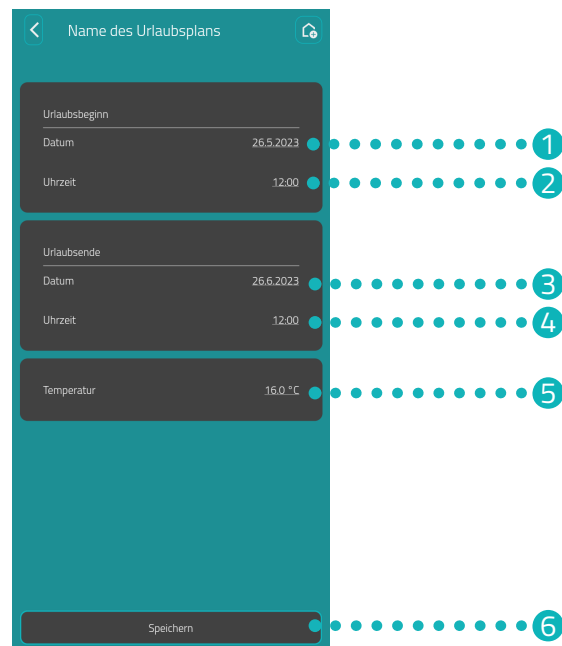 Name des Urlaubsplans
Urlaubsbeginn
Datum 26.5.2023 1
Uhrzeit 12:00 2
Urlaubsende
Datum 26.6.2023 3
Uhrzeit 12:00 4
Temperatur 16.0 °C 5
Speichern 6